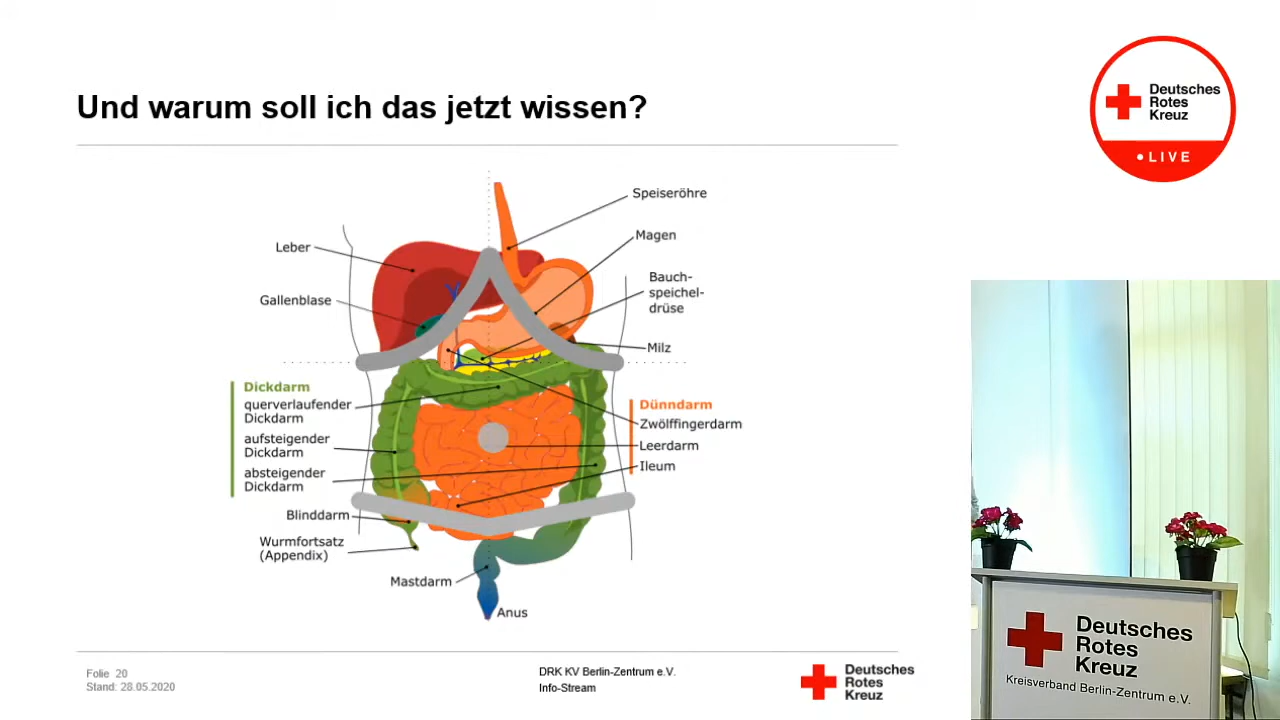 Und warum soll ich das jetzt wissen?
Deutsches
Rotes
Kreuz
LIVE
Speiseröhre
Magen
Bauch-
speichel-
drüse
Milz
Leber
Gallenblase
Dickdarm
querverlaufender
Dickdarm
aufsteigender
Dickdarm
absteigender
Dickdarm
Blinddarm
Wurmfortsatz
(Appendix)
Mastdarm
Anus
Dünndarm
Zwölffingerdarm
Leerdarm
Ileum
Folie 20
Stand: 28.05.2020
DRK KV Berlin-Zentrum e.V.
Info-Stream
Deutsches
Rotes
Kreuz
Deutsches
Rotes
Kreuz
Kreisverband Berlin-Zentrum e.V.